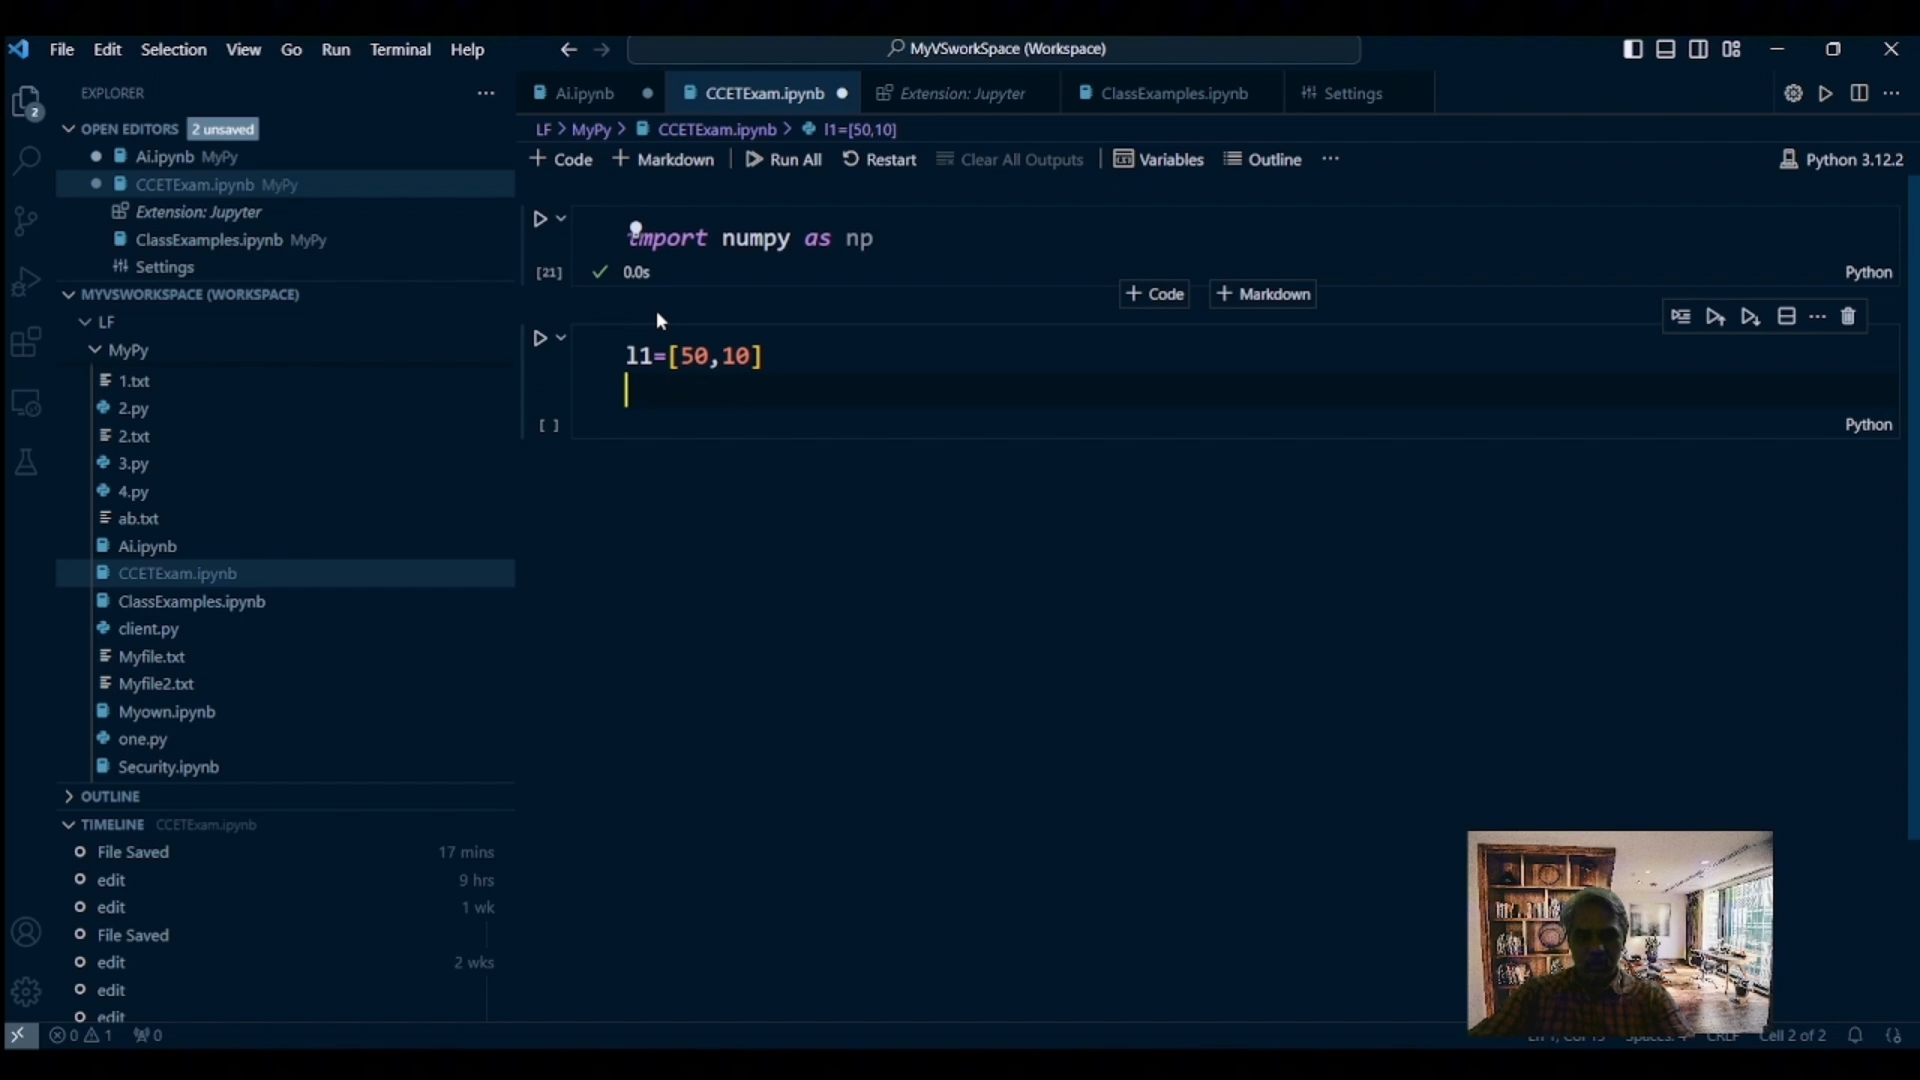 File Edit Selection View Go Run Terminal Help
MyVSworkSpace (Workspace)
EXPLORER
Ai.ipynb
CCETExam.ipynb
Extension: Jupyter
ClassExamples.ipynb
Settings
OPEN EDITORS 2 unsaved
2
LF > MyPy > CCETExam.ipynb > l1=[50,10]
Ai.ipynb MyPy
Code Markdown Run All Restart Clear All Outputs Variables Outline
Python 3.12.2
CCETExam.ipynb MyPy
Extension: Jupyter
ClassExamples.ipynb MyPy
Settings
import numpy as np
[21] 0.0s
Python
Code Markdown
l1=[50,10]
[ ]
Python
MYVSWORKSPACE (WORKSPACE)
LF
MyPy
1.txt
2.py
2.txt
3.py
4.py
ab.txt
Ai.ipynb
CCETExam.ipynb
ClassExamples.ipynb
client.py
Myfile.txt
Myfile2.txt
Myown.ipynb
one.py
Security.ipynb
OUTLINE
TIMELINE CCETExam.ipynb
File Saved 17 mins
edit 9 hrs
edit 1 wk
File Saved
edit 2 wks
edit
edit
0 1 0
Cell 2 of 2